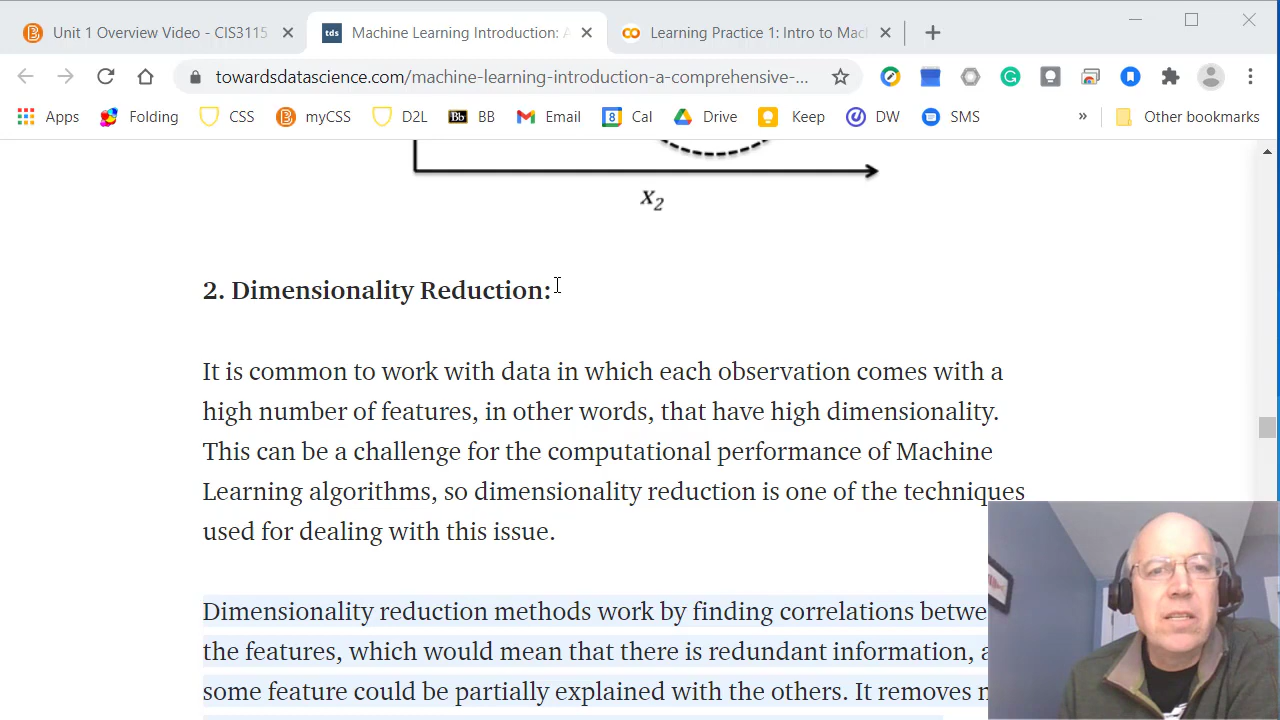 Unit 1 Overview Video - CIS3115
tds
Machine Learning Introduction: A
Learning Practice 1: Intro to Macl
towardsdatascience.com/machine-learning-introduction-a-comprehensive-...
Apps
Folding
CSS
myCSS
D2L
Bb
BB
Email
8
Cal
Drive
Keep
DW
SMS
»
Other bookmarks
x2
2. Dimensionality Reduction:
It is common to work with data in which each observation comes with a
high number of features, in other words, that have high dimensionality.
This can be a challenge for the computational performance of Machine
Learning algorithms, so dimensionality reduction is one of the techniques
used for dealing with this issue.
Dimensionality reduction methods work by finding correlations betwe
the features, which would mean that there is redundant information, a
some feature could be partially explained with the others. It removes n